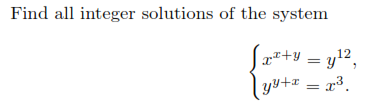 Find all integer solutions of the system
x^{x+y} = y^{12},
y^{y+x} = x^{3}.